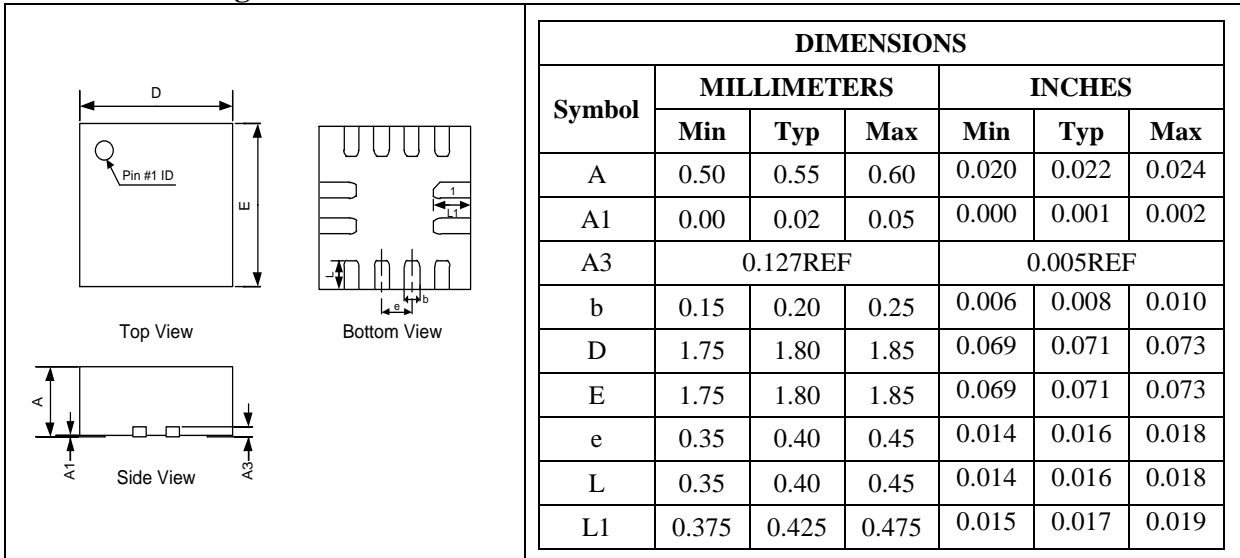 D
Pin #1 ID
E
Top View
1
L1
L
e
b
Bottom View
A
A1
A3
Side View
DIMENSIONS
Symbol MILLIMETERS INCHES
Min Typ Max Min Typ Max
A 0.50 0.55 0.60 0.020 0.022 0.024
A1 0.00 0.02 0.05 0.000 0.001 0.002
A3 0.127REF 0.005REF
b 0.15 0.20 0.25 0.006 0.008 0.010
D 1.75 1.80 1.85 0.069 0.071 0.073
E 1.75 1.80 1.85 0.069 0.071 0.073
e 0.35 0.40 0.45 0.014 0.016 0.018
L 0.35 0.40 0.45 0.014 0.016 0.018
L1 0.375 0.425 0.475 0.015 0.017 0.019